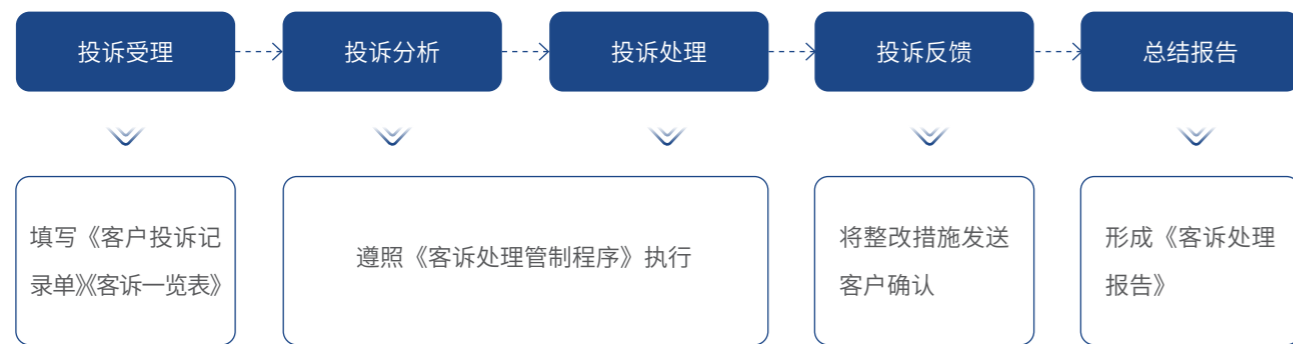 投诉受理
投诉分析
投诉处理
投诉反馈
总结报告
填写《客户投诉记
录单》《客诉一览表》
遵照《客诉处理管制程序》执行
将整改措施发送
客户确认
形成《客诉处理
报告》